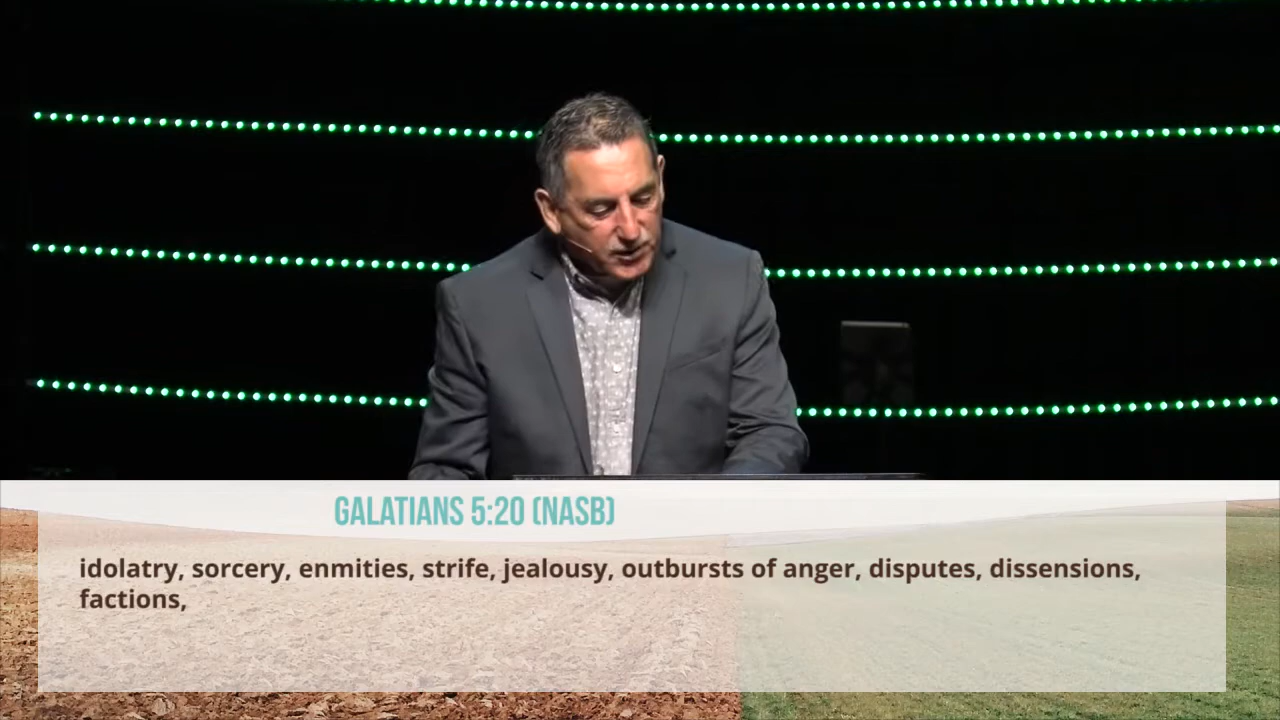 GALATIANS 5:20 (NASB)
idolatry, sorcery, enmities, strife, jealousy, outbursts of anger, disputes, dissensions,
factions,